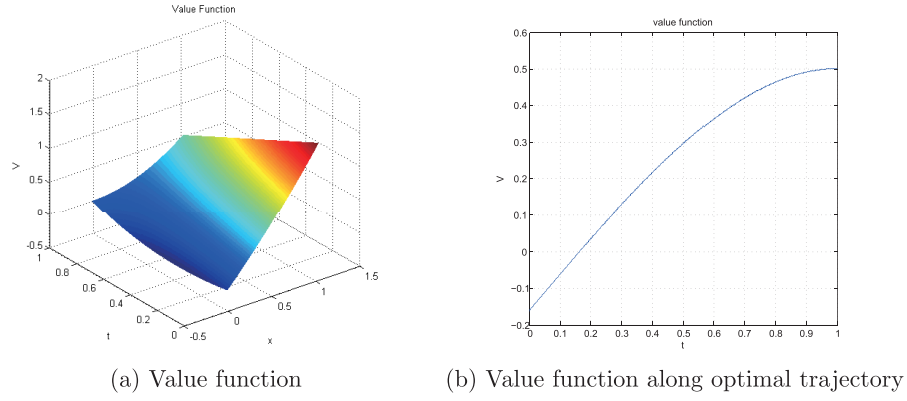 Value Function
2
1.5
1
0.5
0
-0.5
V
1
0.8
0.6
0.4
0.2
0
t
-0.5
0
0.5
1
1.5
x
(a) Value function
value function
0.6
0.5
0.4
0.3
0.2
0.1
0
−0.1
−0.2
V
0 0.1 0.2 0.3 0.4 0.5 0.6 0.7 0.8 0.9 1
t
(b) Value function along optimal trajectory